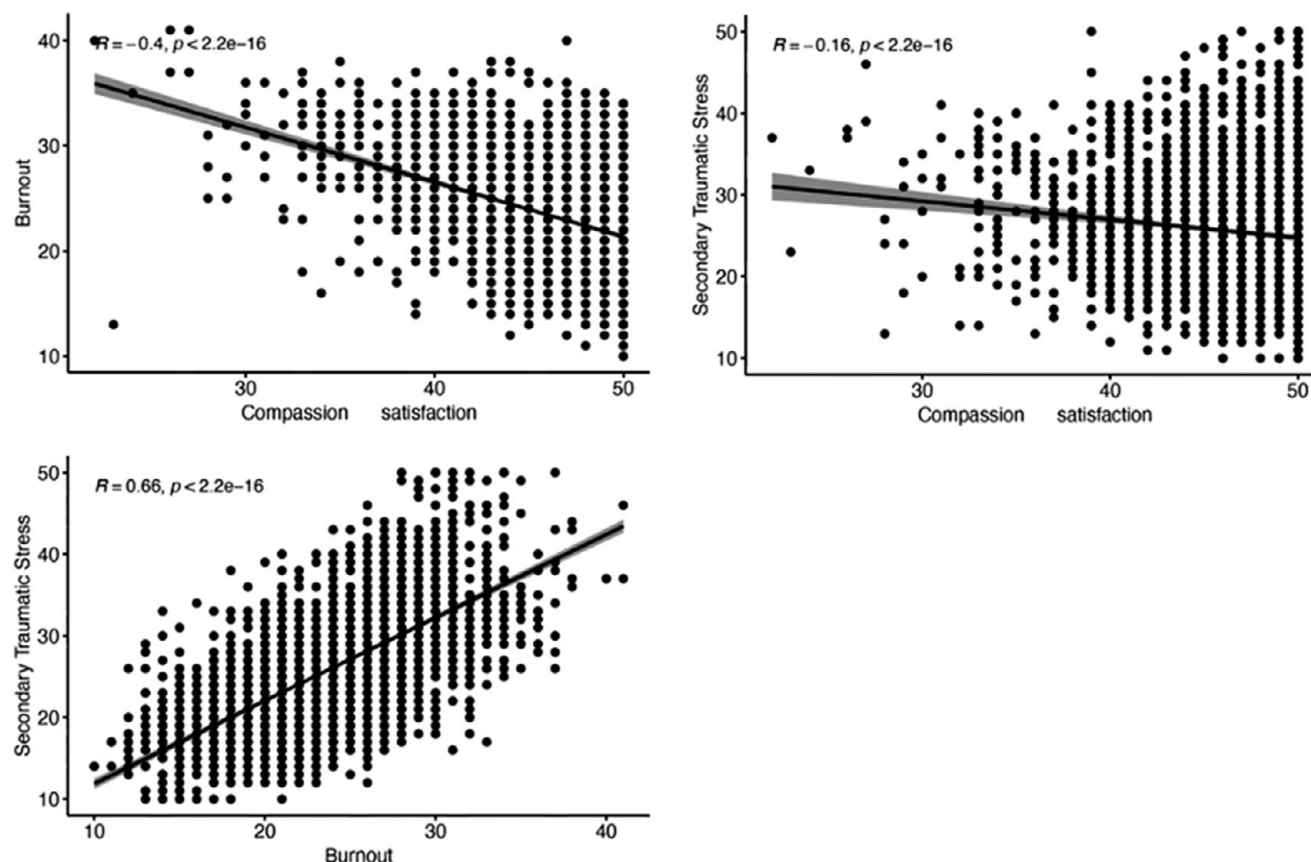 R = −0.4, p < 2.2e−16
40
30
20
10
Burnout
30
40
50
Compassion satisfaction
R = −0.16, p < 2.2e−16
50
40
30
20
10
Secondary Traumatic Stress
30
40
50
Compassion satisfaction
R = 0.66, p < 2.2e−16
50
40
30
20
10
Secondary Traumatic Stress
10
20
30
40
Burnout